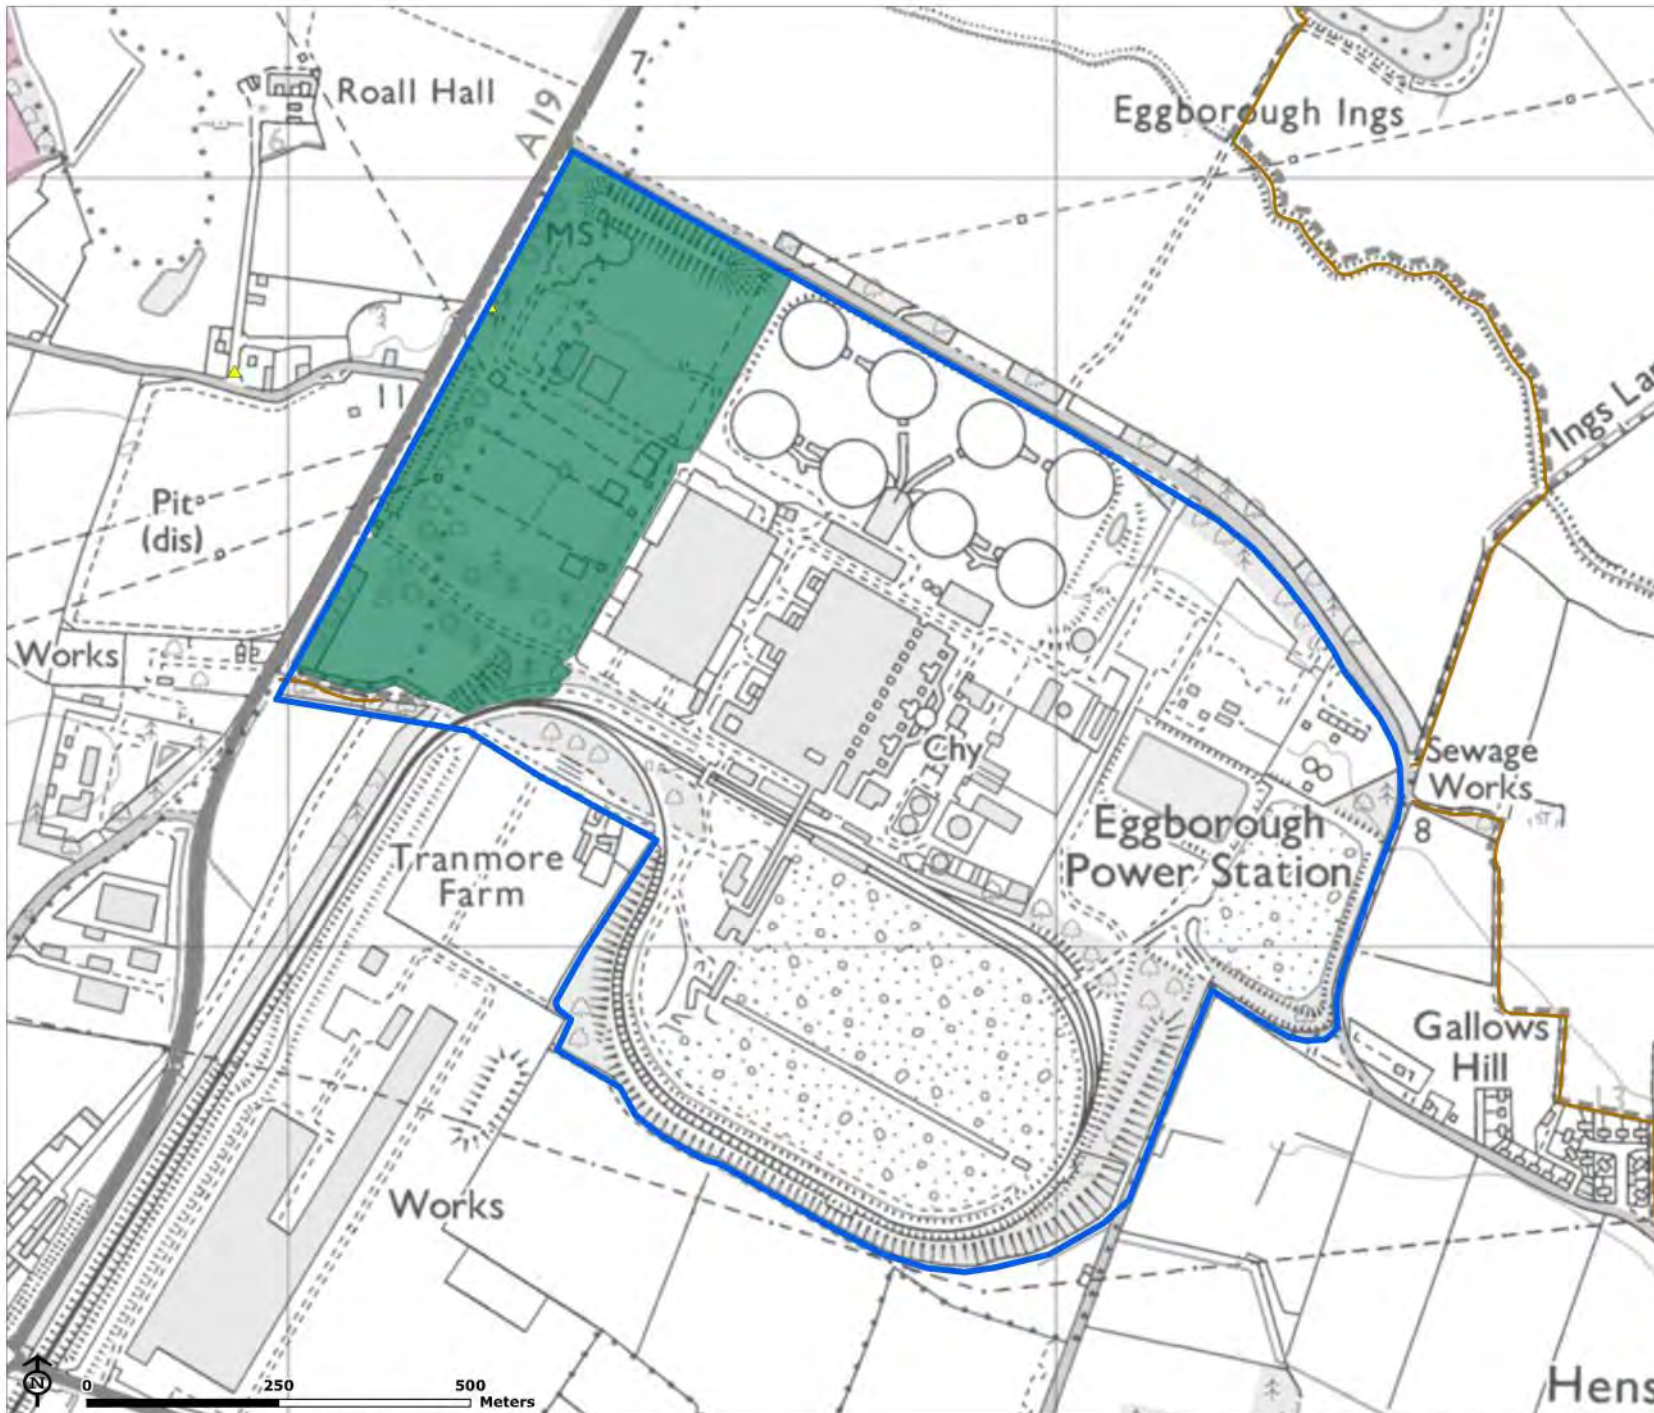 7
A19
Roall Hall
Eggborough Ings
MS
11
Ings
Pit
(dis)
Works
Chy
Sewage
Works
8
Eggborough
Power Station
Tranmore
Farm
Gallows
Hill
13
Works
Hens
N
0 250 500
Meters